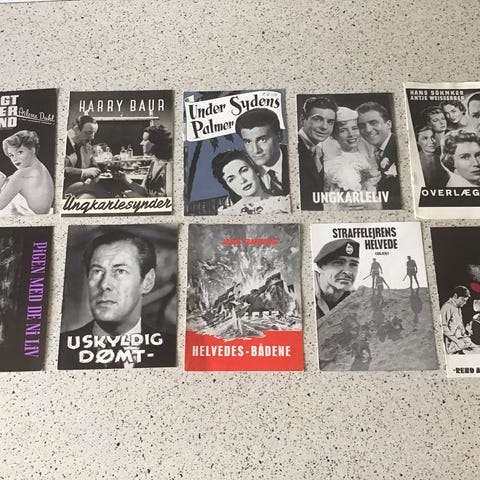 Arlene Dahl
HARRY BAUR
Ungkarlesynder
Under Sydens
Palmer
UNGKARLELIV
HANS SÖHNKER
ANTJE WEISGERBER
OVERLÆG
PIGEN MED DE NI LIV
USKYLDIG
DØMT-
HELVEDES-BÅDENE
STRAFFELEJRENS
HELVEDE